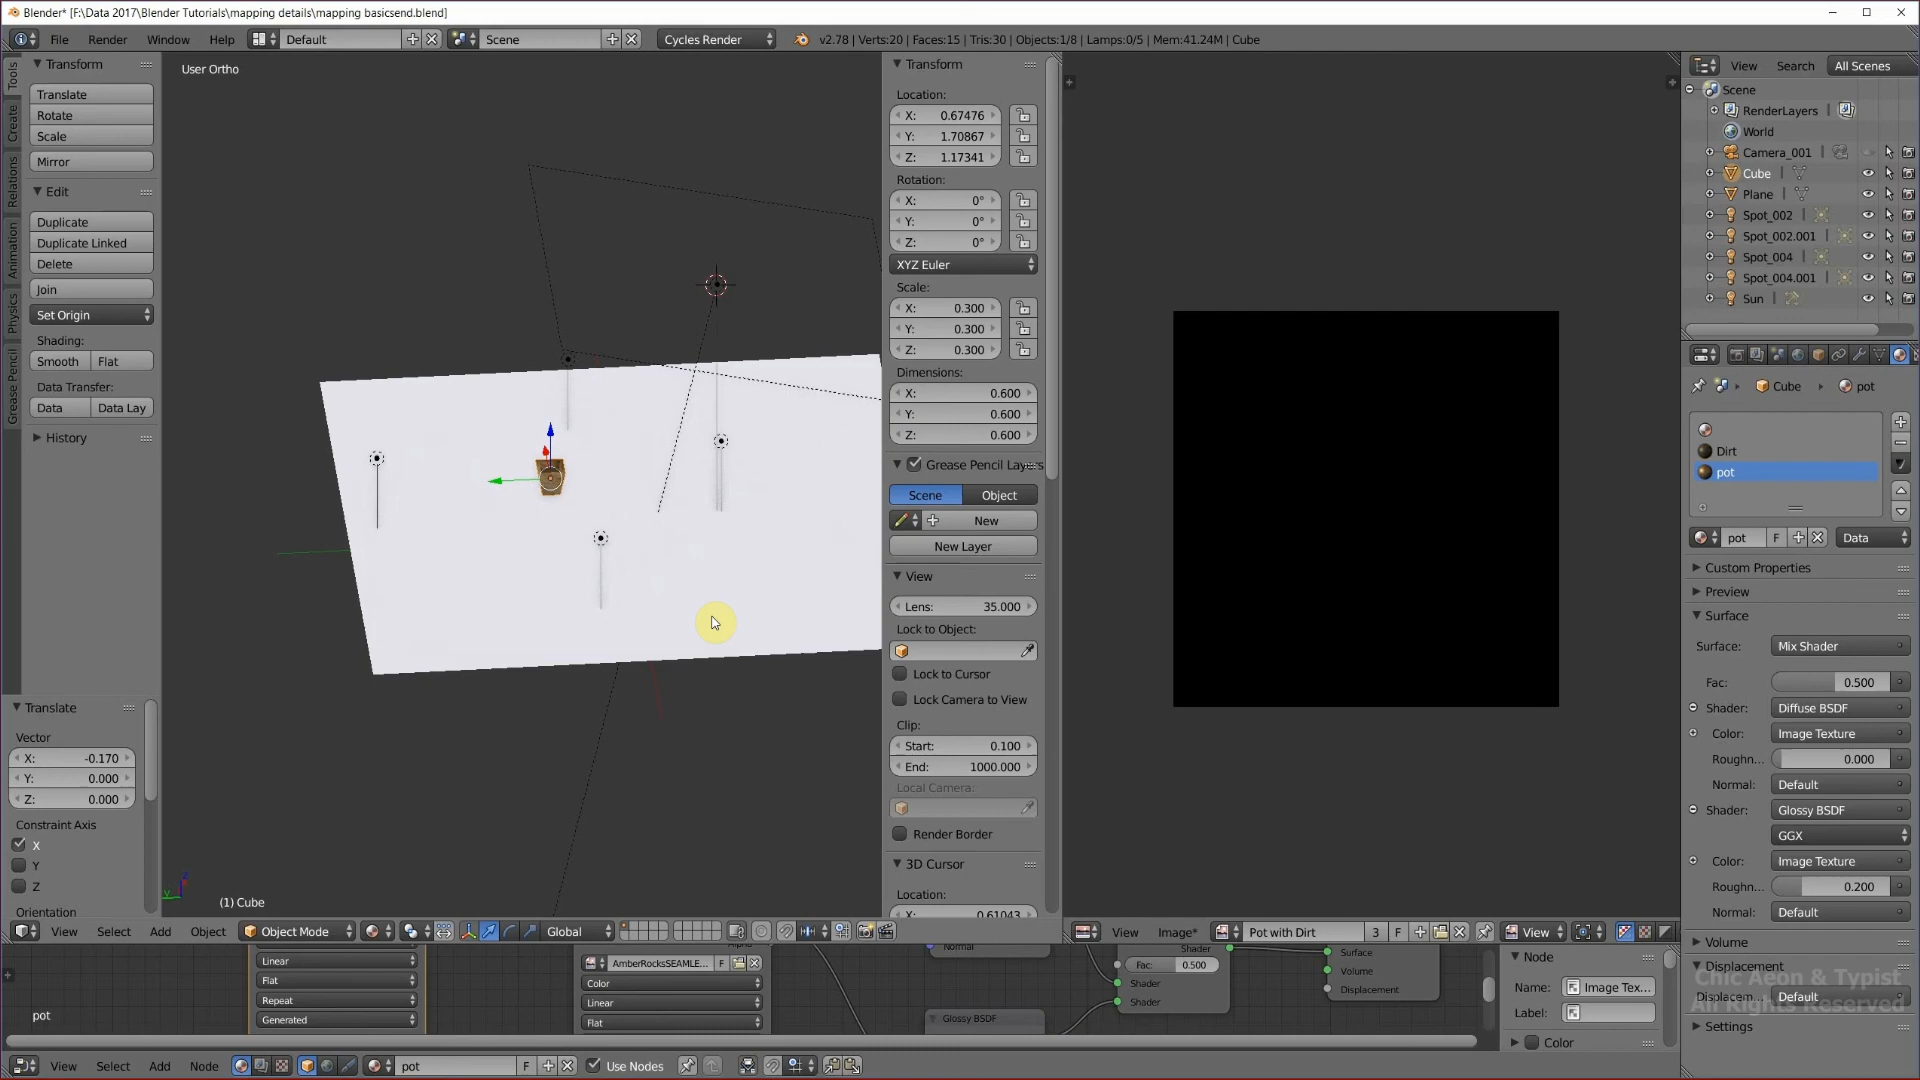 Blender* [F:\Data 2017\Blender Tutorials\mapping details\mapping basicsend.blend]
File Render Window Help Default Scene Cycles Render v2.78 | Verts:20 | Faces:15 | Tris:30 | Objects:1/8 | Lamps:0/5 | Mem:41.24M | Cube
Tools
Create
Relations
Animation
Physics
Grease Pencil
Transform
Translate
Rotate
Scale
Mirror
Edit
Duplicate
Duplicate Linked
Delete
Join
Set Origin
Shading:
Smooth Flat
Data Transfer:
Data Data Lay
History
Translate
Vector
X: -0.170
Y: 0.000
Z: 0.000
Constraint Axis
X
Y
Z
Orientation
User Ortho
(1) Cube
Transform
Location:
X: 0.67476
Y: 1.70867
Z: 1.17341
Rotation:
X: 0°
Y: 0°
Z: 0°
XYZ Euler
Scale:
X: 0.300
Y: 0.300
Z: 0.300
Dimensions:
X: 0.600
Y: 0.600
Z: 0.600
Grease Pencil Layers
Scene Object
New
New Layer
View
Lens: 35.000
Lock to Object:
Lock to Cursor
Lock Camera to View
Clip:
Start: 0.100
End: 1000.000
Local Camera:
Render Border
3D Cursor
Location:
X: 0.61043
View Search All Scenes
Scene
RenderLayers
World
Camera_001
Cube
Plane
Spot_002
Spot_002.001
Spot_004
Spot_004.001
Sun
Cube pot
Dirt
pot
pot F Data
Custom Properties
Preview
Surface
Surface: Mix Shader
Fac: 0.500
Shader: Diffuse BSDF
Color: Image Texture
Roughn... 0.000
Normal: Default
Shader: Glossy BSDF
GGX
Color: Image Texture
Roughn... 0.200
Normal: Default
Volume
Displacement
Displacem... Default
Settings
Chic Aeon & Typist
All Rights Reserved
View Select Add Object Object Mode Global
View Image* Pot with Dirt 3 F View
Linear
Flat
Repeat
Generated
AmberRocksSEAMLE... F
Color
Linear
Flat
Normal
Glossy BSDF
Shader
Fac: 0.500
Shader
Shader
Surface
Volume
Displacement
Node
Name: Image Tex...
Label:
Color
pot
View Select Add Node pot F Use Nodes